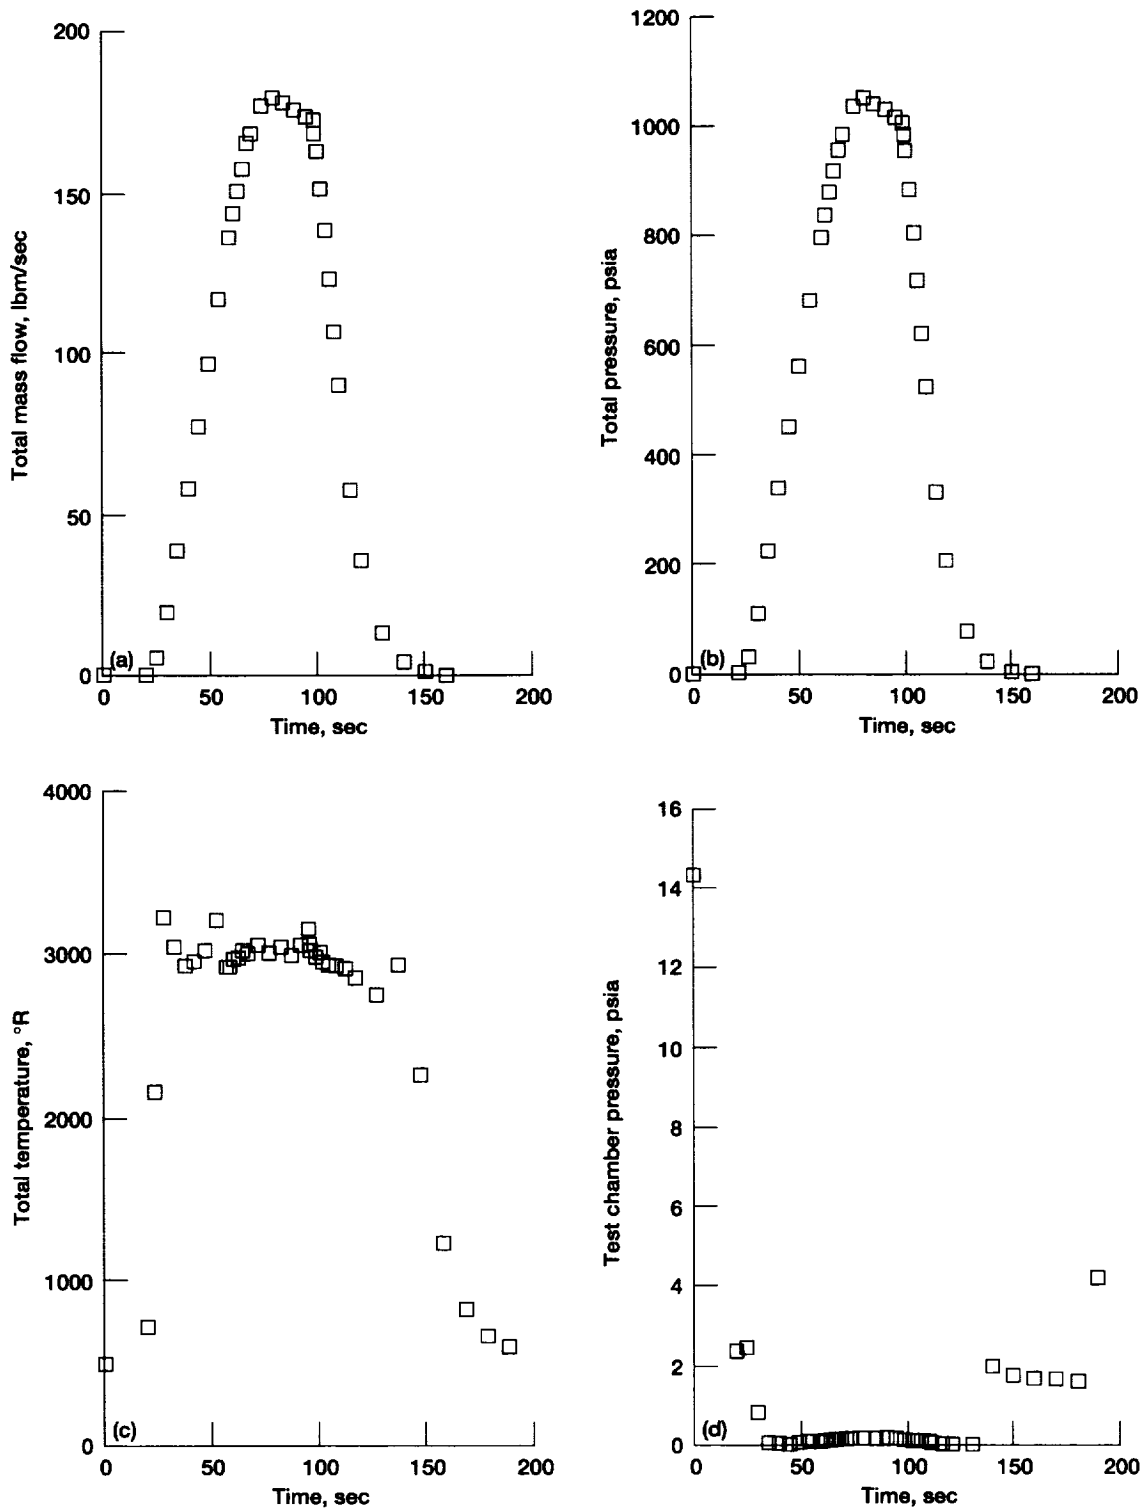 200
150
100
50
0
Total mass flow, lbm/sec
(a)
0 50 100 150 200
Time, sec
1200
1000
800
600
400
200
0
Total pressure, psia
(b)
0 50 100 150 200
Time, sec
4000
3000
2000
1000
0
Total temperature, °R
(c)
0 50 100 150 200
Time, sec
16
14
12
10
8
6
4
2
0
Test chamber pressure, psia
(d)
0 50 100 150 200
Time, sec